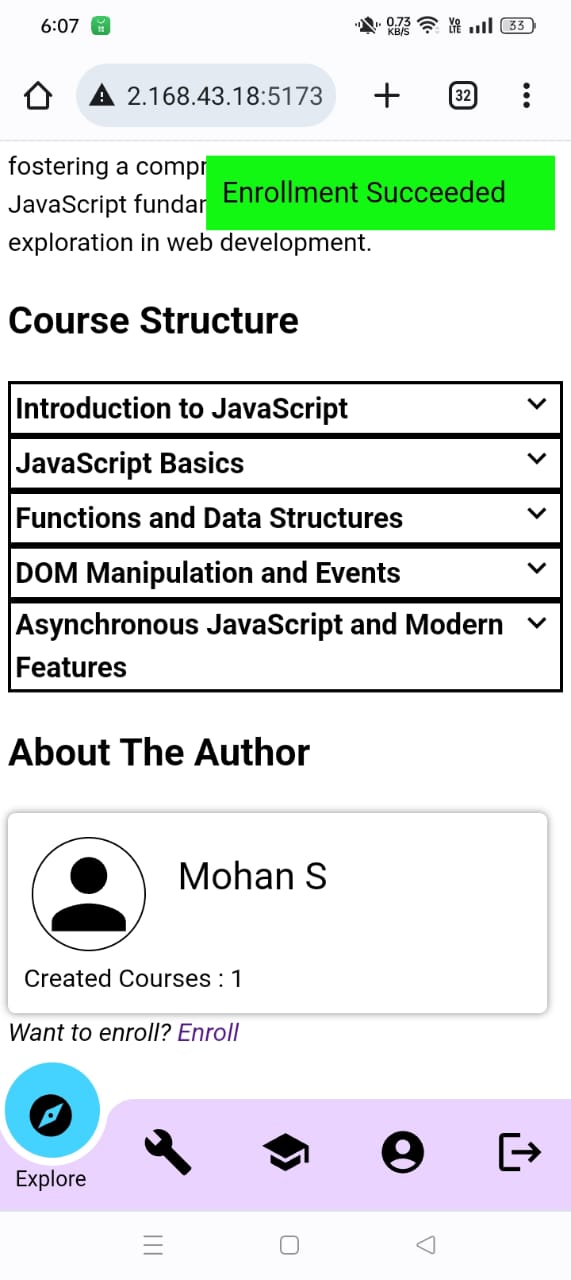 6:07
0.73 KB/S
Vo LTE
33
2.168.43.18:5173
32
fostering a compr
JavaScript fundar
exploration in web development.
Enrollment Succeeded
Course Structure
Introduction to JavaScript
JavaScript Basics
Functions and Data Structures
DOM Manipulation and Events
Asynchronous JavaScript and Modern
Features
About The Author
Mohan S
Created Courses : 1
Want to enroll? Enroll
Explore